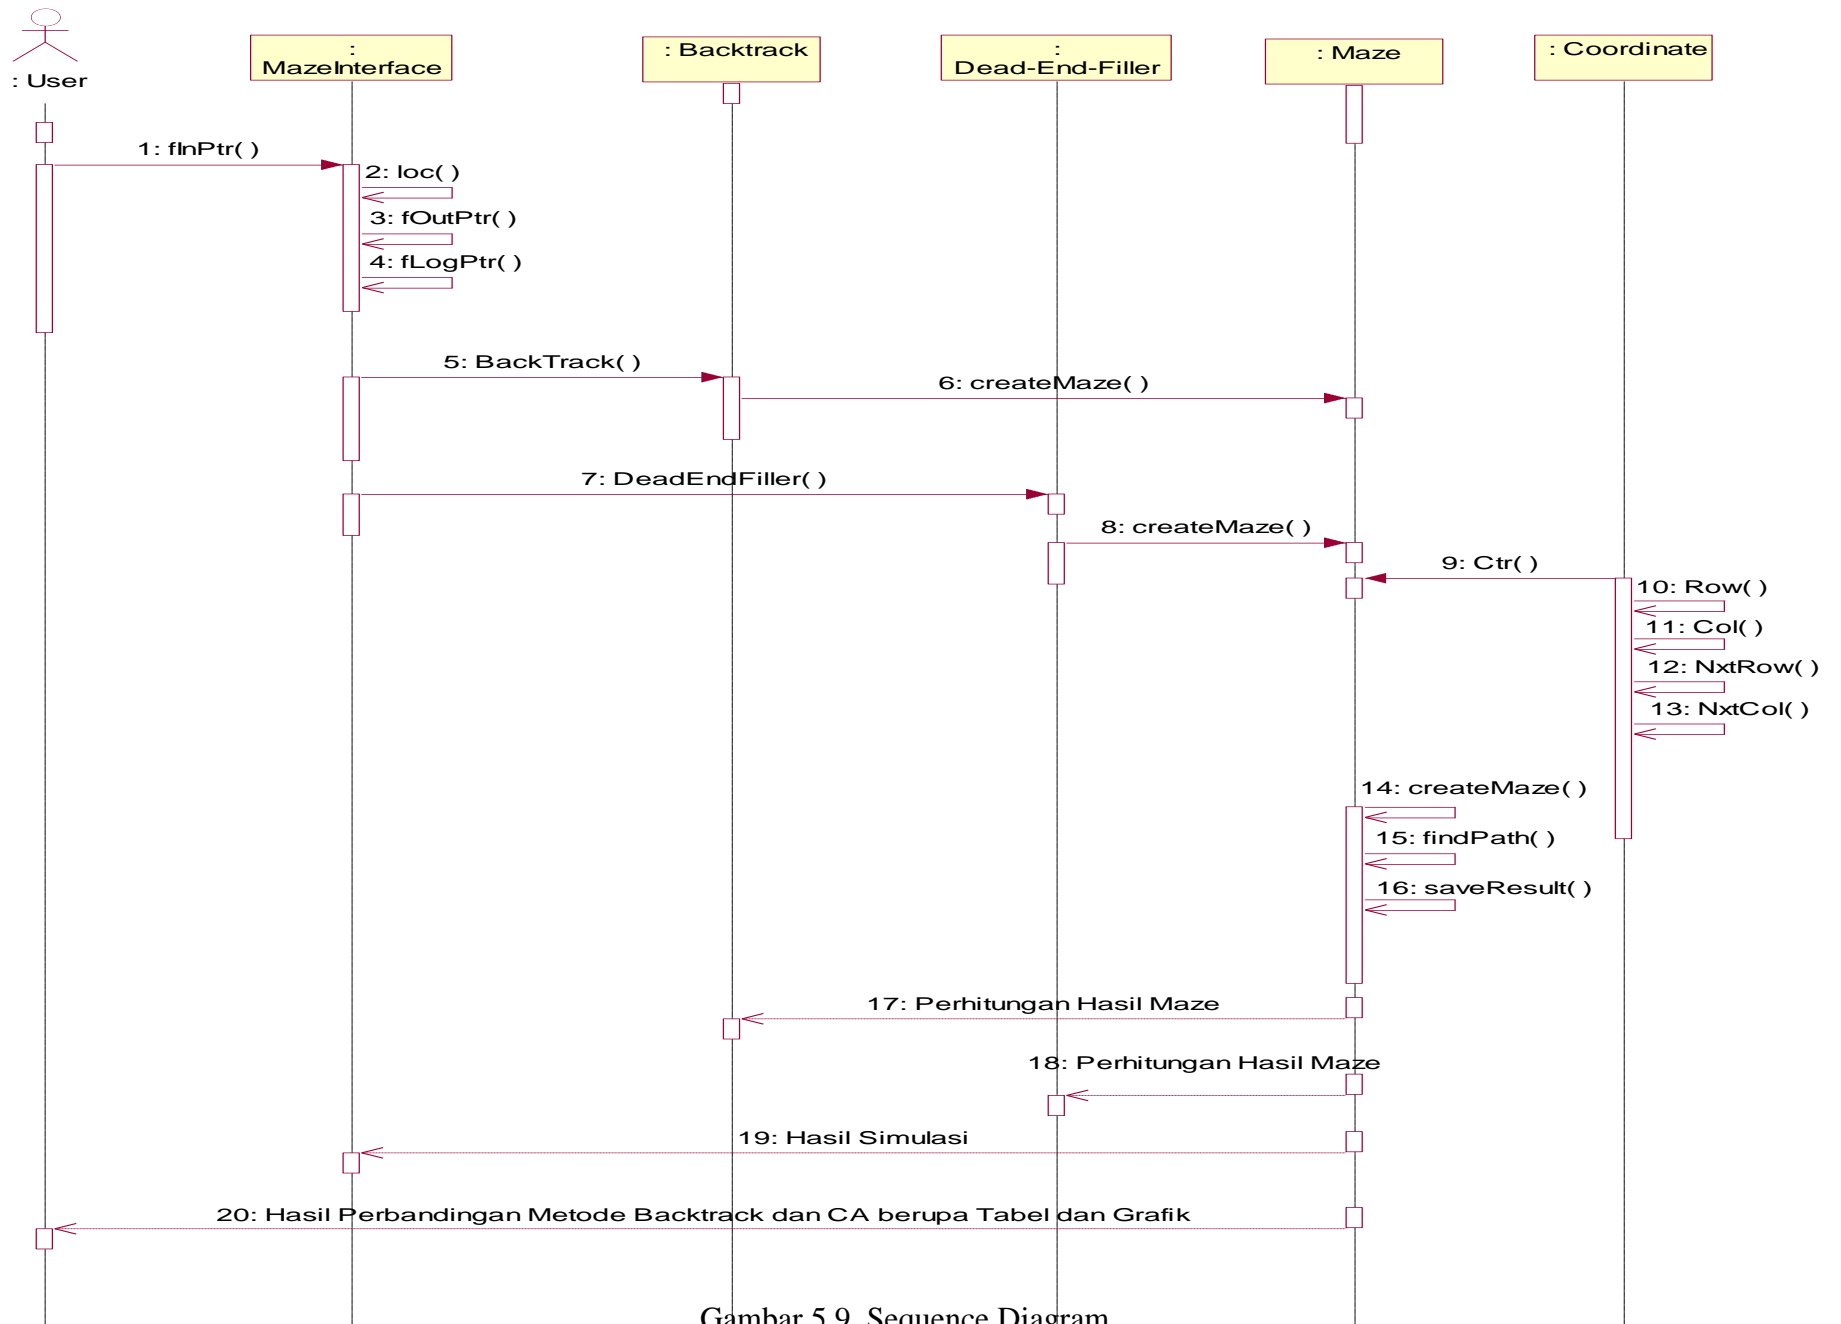 : User
:
MazeInterface
: Backtrack
:
Dead-End-Filler
: Maze
: Coordinate
1: fInPtr( )
2: loc( )
3: fOutPtr( )
4: fLogPtr( )
5: BackTrack( )
6: createMaze( )
7: DeadEndFiller( )
8: createMaze( )
9: Ctr( )
10: Row( )
11: Col( )
12: NxtRow( )
13: NxtCol( )
14: createMaze( )
15: findPath( )
16: saveResult( )
17: Perhitungan Hasil Maze
18: Perhitungan Hasil Maze
19: Hasil Simulasi
20: Hasil Perbandingan Metode Backtrack dan CA berupa Tabel dan Grafik
Gambar 5.9 Sequence Diagram